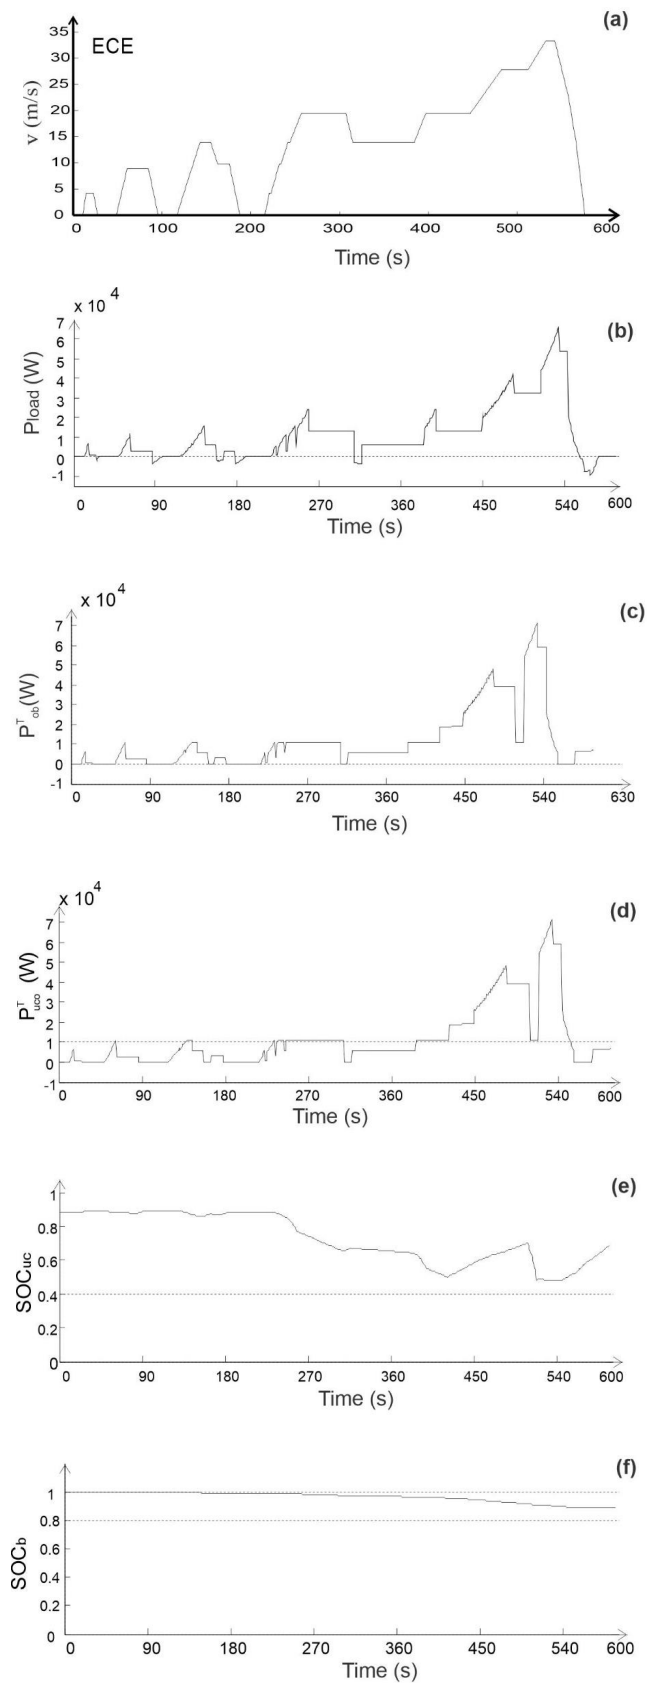 (a)
ECE
35
30
25
20
15
10
5
0
v (m/s)
0 100 200 300 400 500 600
Time (s)
x 10 4
(b)
7
6
5
4
3
2
1
0
-1
Pload (W)
0 90 180 270 360 450 540 600
Time (s)
x 10 4
(c)
7
6
5
4
3
2
1
0
-1
P T ob (W)
0 90 180 270 360 450 540 630
Time (s)
x 10 4
(d)
7
6
5
4
3
2
1
0
-1
P T uco (W)
0 90 180 270 360 450 540 600
Time (s)
(e)
1
0.8
0.6
0.4
0.2
0
SOCuc
0 90 180 270 360 450 540 600
Time (s)
(f)
1
0.8
0.6
0.4
0.2
0
SOCb
0 90 180 270 360 450 540 600
Time (s)